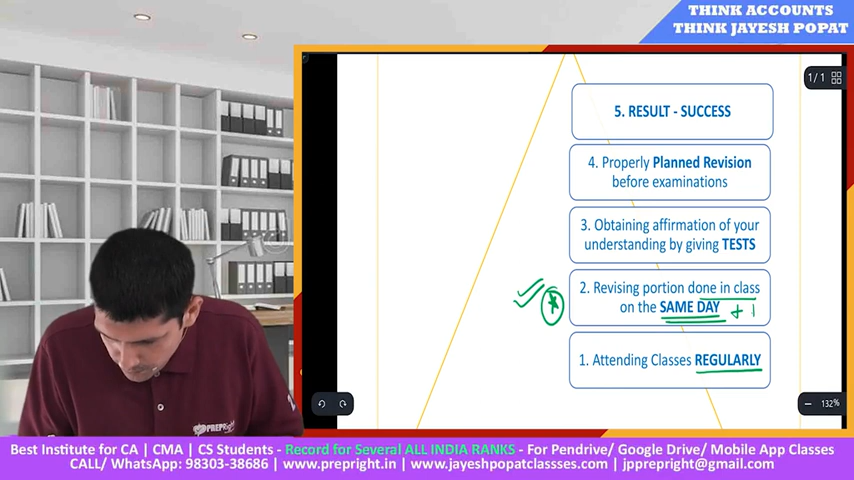 THINK ACCOUNTS
THINK JAYESH POPAT
1/1
5. RESULT - SUCCESS
4. Properly Planned Revision
before examinations
3. Obtaining affirmation of your
understanding by giving TESTS
2. Revising portion done in class
on the SAME DAY + 1
1. Attending Classes REGULARLY
PREPRight
132%
Best Institute for CA | CMA | CS Students - Record for Several ALL INDIA RANKS - For Pendrive/ Google Drive/ Mobile App Classes
CALL/ WhatsApp: 98303-38686 | www.prepright.in | www.jayeshpopatclassses.com | jpprepright@gmail.com